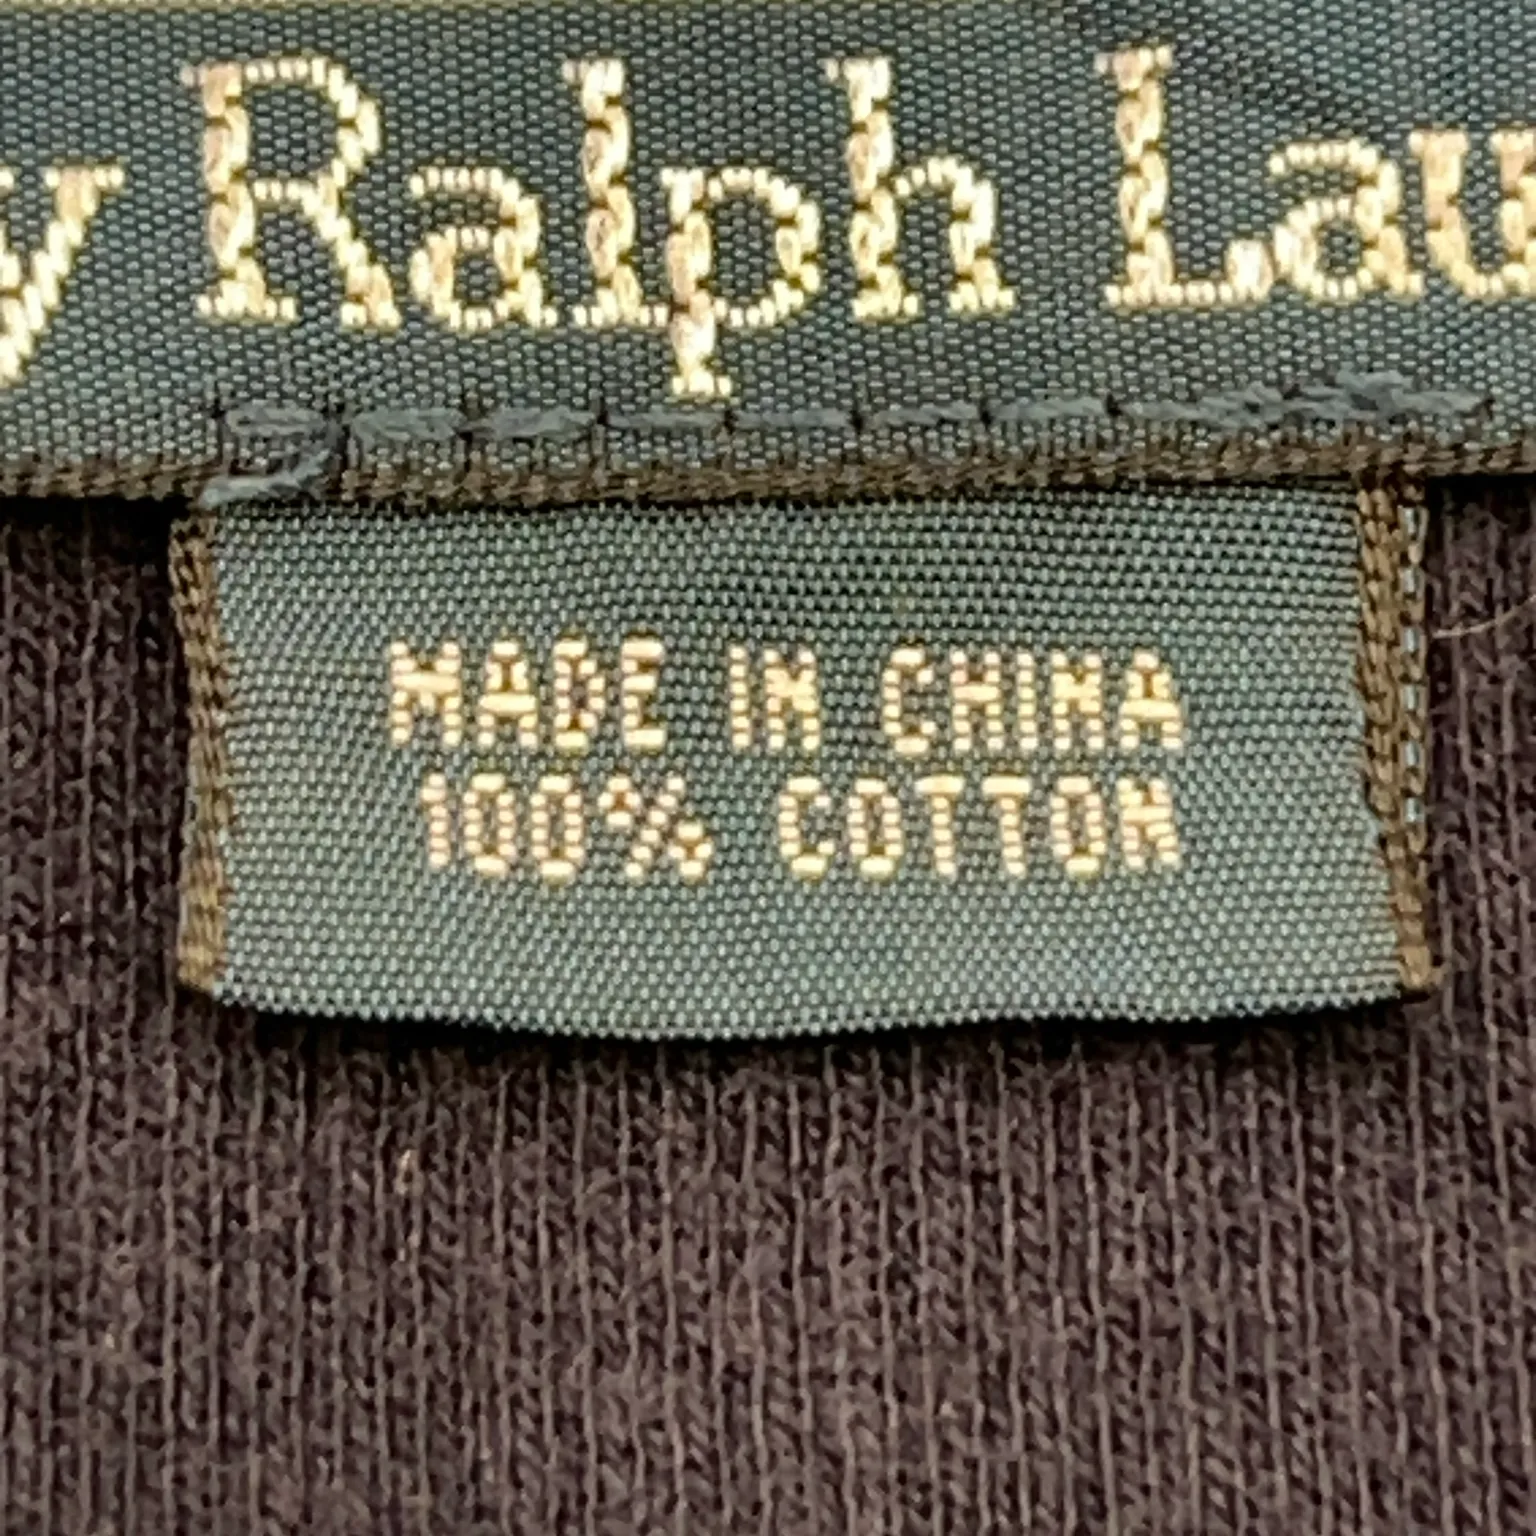 y Ralph Lau
MADE IN CHINA
100% COTTON